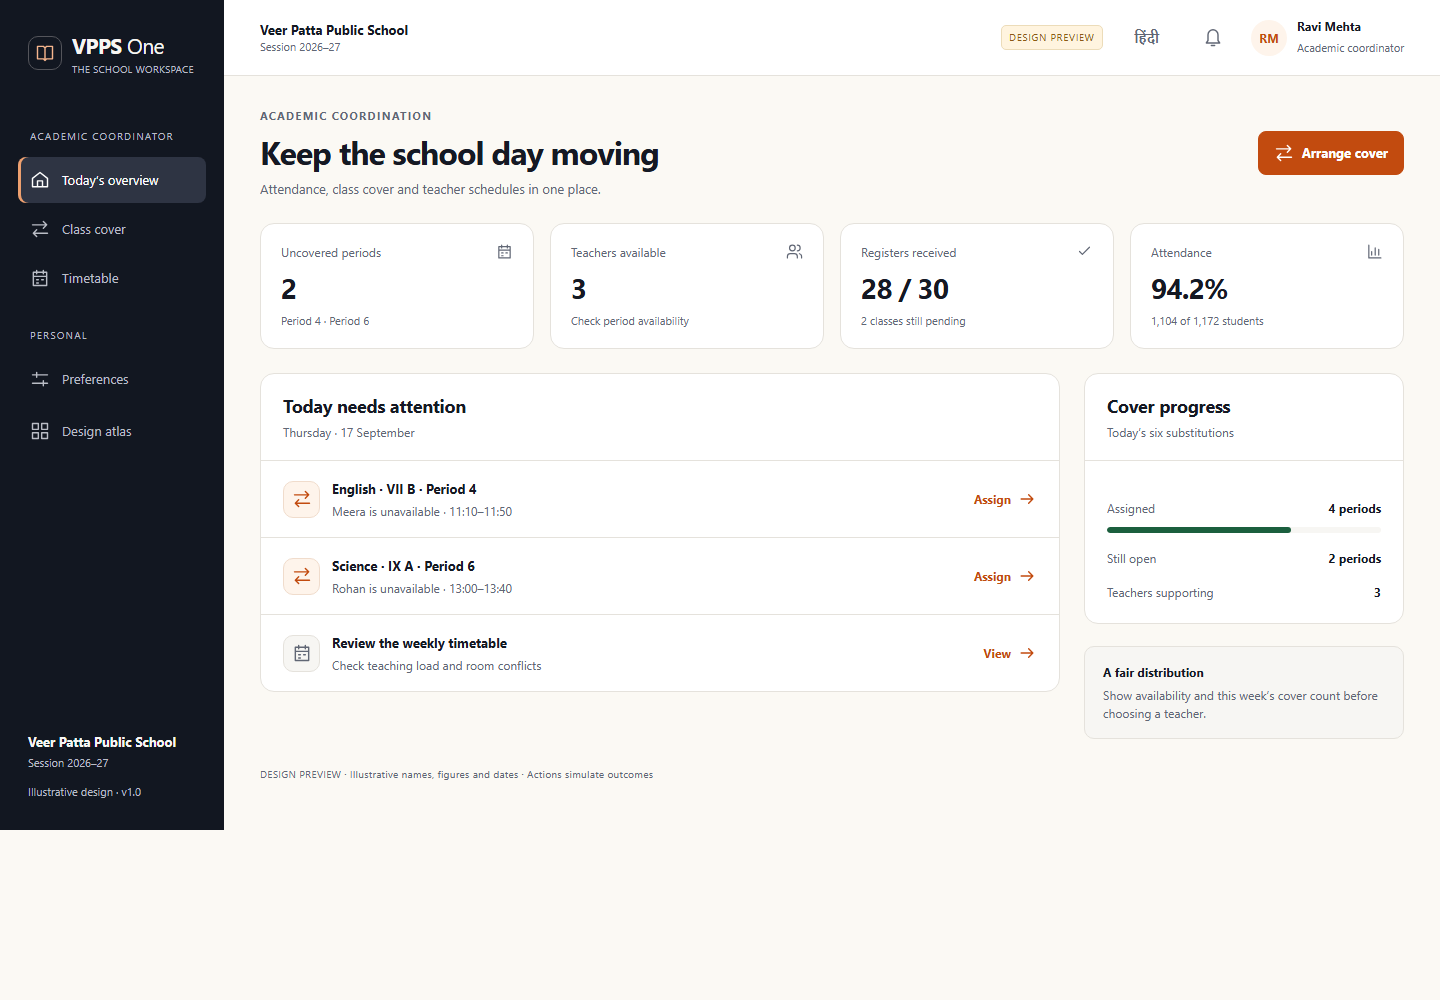 VPPS One
THE SCHOOL WORKSPACE
ACADEMIC COORDINATOR
Today's overview
Class cover
Timetable
PERSONAL
Preferences
Design atlas
Veer Patta Public School
Session 2026–27
Illustrative design · v1.0
Veer Patta Public School
Session 2026–27
DESIGN PREVIEW
हिंदी
RM
Ravi Mehta
Academic coordinator
ACADEMIC COORDINATION
Keep the school day moving
Attendance, class cover and teacher schedules in one place.
Arrange cover
Uncovered periods
2
Period 4 · Period 6
Teachers available
3
Check period availability
Registers received
28 / 30
2 classes still pending
Attendance
94.2%
1,104 of 1,172 students
Today needs attention
Thursday · 17 September
English · VII B · Period 4
Meera is unavailable · 11:10–11:50
Assign
Science · IX A · Period 6
Rohan is unavailable · 13:00–13:40
Assign
Review the weekly timetable
Check teaching load and room conflicts
View
Cover progress
Today's six substitutions
Assigned 4 periods
Still open 2 periods
Teachers supporting 3
A fair distribution
Show availability and this week's cover count before
choosing a teacher.
DESIGN PREVIEW · Illustrative names, figures and dates · Actions simulate outcomes